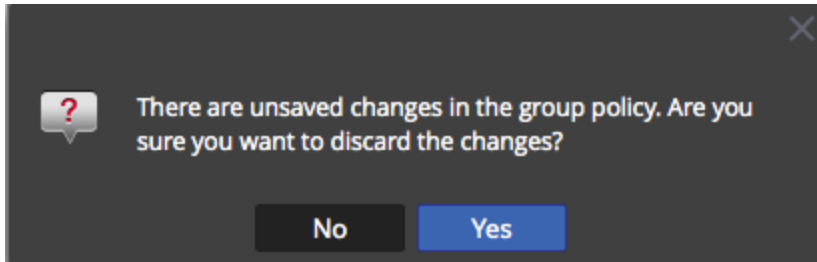 There are unsaved changes in the group policy. Are you
sure you want to discard the changes?
No
Yes